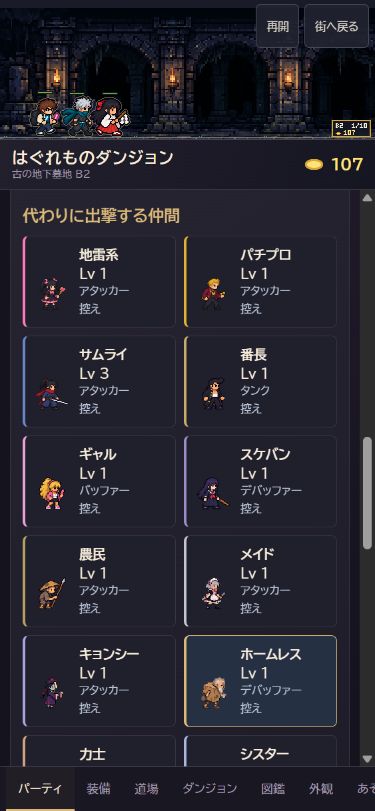 再開
街へ戻る
B2 1/10
107
はぐれものダンジョン
古の地下墓地 B2
107
代わりに出撃する仲間
地雷系
Lv 1
アタッカー
控え
パチプロ
Lv 1
アタッカー
控え
サムライ
Lv 3
アタッカー
控え
番長
Lv 1
タンク
控え
ギャル
Lv 1
バッファー
控え
スケバン
Lv 1
デバッファー
控え
農民
Lv 1
アタッカー
控え
メイド
Lv 1
アタッカー
控え
キョンシー
Lv 1
アタッカー
控え
ホームレス
Lv 1
デバッファー
控え
力士
シスター
パーティ
装備
道場
ダンジョン
図鑑
外観
あそ